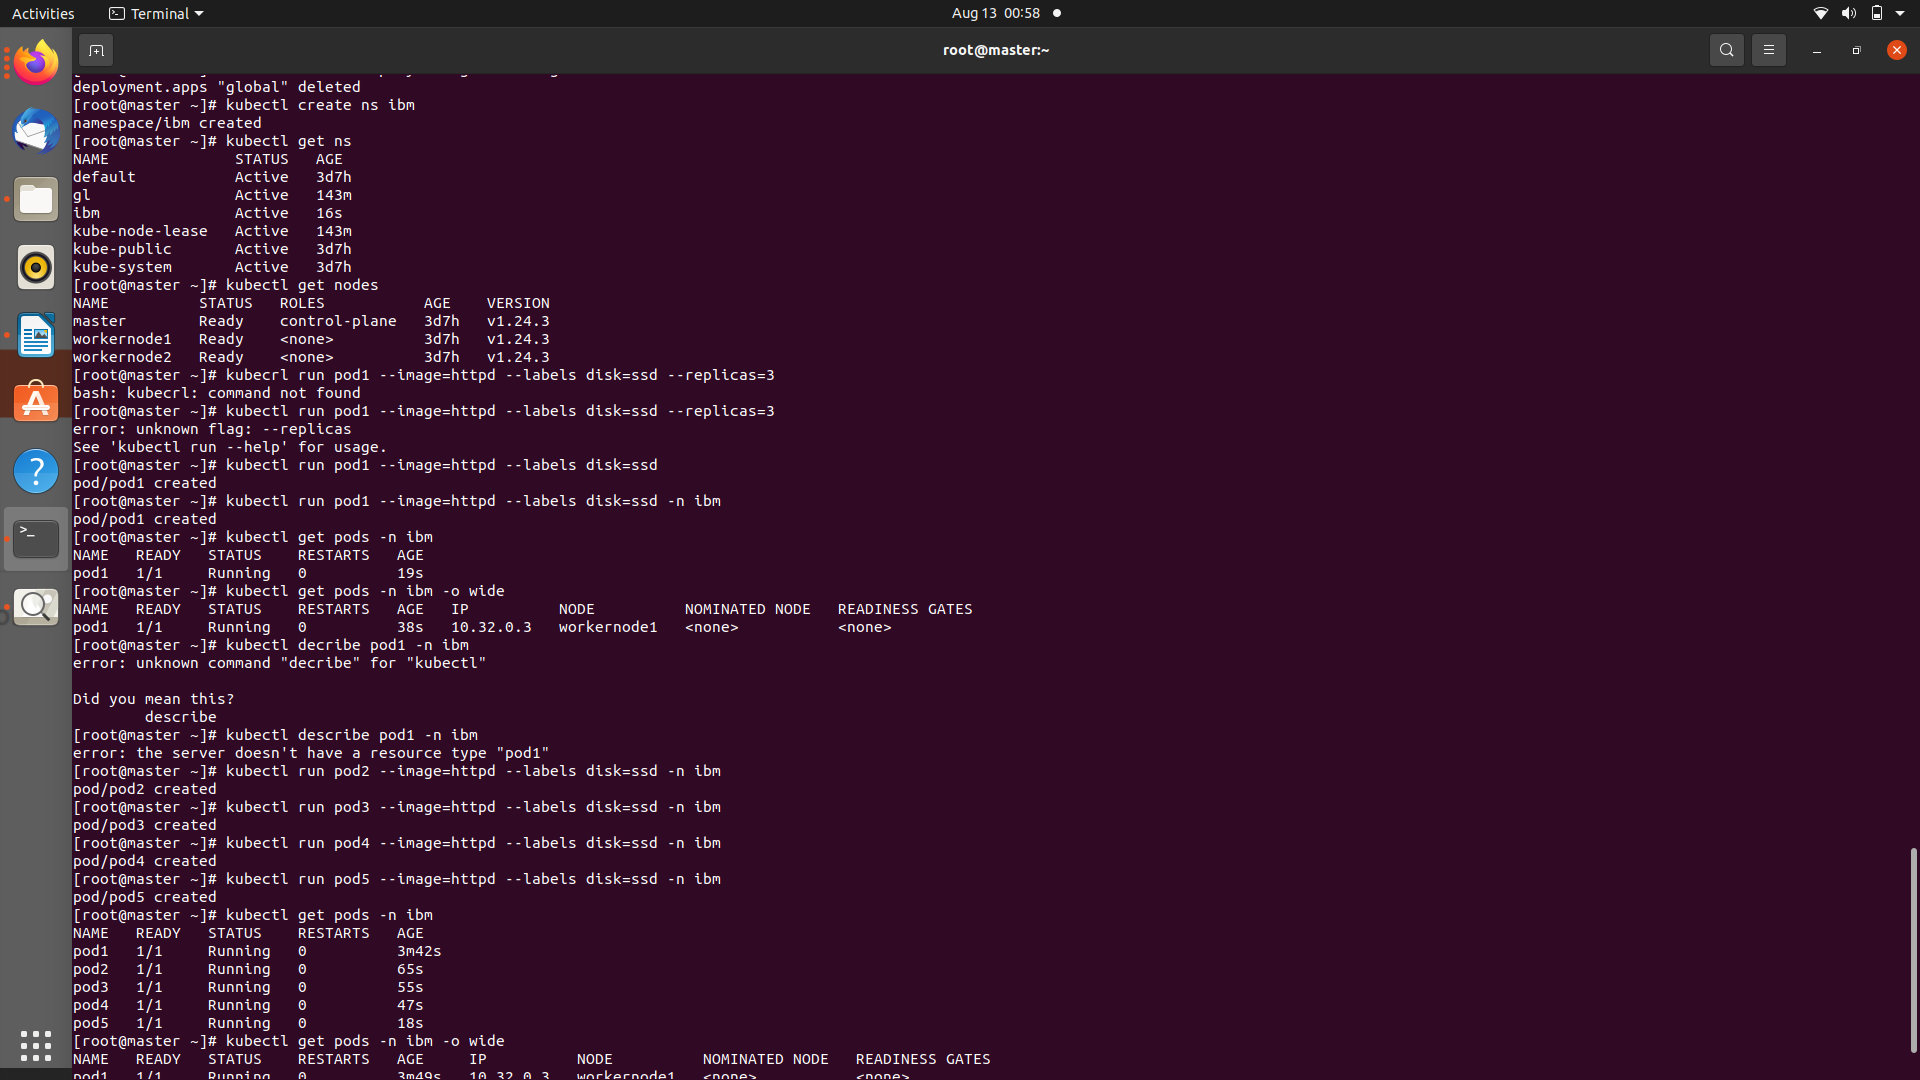 Activities Terminal Aug 13 00:58
root@master:~
deployment.apps "global" deleted
[root@master ~]# kubectl create ns ibm
namespace/ibm created
[root@master ~]# kubectl get ns
NAME STATUS AGE
default Active 3d7h
gl Active 143m
ibm Active 16s
kube-node-lease Active 143m
kube-public Active 3d7h
kube-system Active 3d7h
[root@master ~]# kubectl get nodes
NAME STATUS ROLES AGE VERSION
master Ready control-plane 3d7h v1.24.3
workernode1 Ready <none> 3d7h v1.24.3
workernode2 Ready <none> 3d7h v1.24.3
[root@master ~]# kubecrl run pod1 --image=httpd --labels disk=ssd --replicas=3
bash: kubecrl: command not found
[root@master ~]# kubectl run pod1 --image=httpd --labels disk=ssd --replicas=3
error: unknown flag: --replicas
See 'kubectl run --help' for usage.
[root@master ~]# kubectl run pod1 --image=httpd --labels disk=ssd
pod/pod1 created
[root@master ~]# kubectl run pod1 --image=httpd --labels disk=ssd -n ibm
pod/pod1 created
[root@master ~]# kubectl get pods -n ibm
NAME READY STATUS RESTARTS AGE
pod1 1/1 Running 0 19s
[root@master ~]# kubectl get pods -n ibm -o wide
NAME READY STATUS RESTARTS AGE IP NODE NOMINATED NODE READINESS GATES
pod1 1/1 Running 0 38s 10.32.0.3 workernode1 <none> <none>
[root@master ~]# kubectl decribe pod1 -n ibm
error: unknown command "decribe" for "kubectl"
Did you mean this?
describe
[root@master ~]# kubectl describe pod1 -n ibm
error: the server doesn't have a resource type "pod1"
[root@master ~]# kubectl run pod2 --image=httpd --labels disk=ssd -n ibm
pod/pod2 created
[root@master ~]# kubectl run pod3 --image=httpd --labels disk=ssd -n ibm
pod/pod3 created
[root@master ~]# kubectl run pod4 --image=httpd --labels disk=ssd -n ibm
pod/pod4 created
[root@master ~]# kubectl run pod5 --image=httpd --labels disk=ssd -n ibm
pod/pod5 created
[root@master ~]# kubectl get pods -n ibm
NAME READY STATUS RESTARTS AGE
pod1 1/1 Running 0 3m42s
pod2 1/1 Running 0 65s
pod3 1/1 Running 0 55s
pod4 1/1 Running 0 47s
pod5 1/1 Running 0 18s
[root@master ~]# kubectl get pods -n ibm -o wide
NAME READY STATUS RESTARTS AGE IP NODE NOMINATED NODE READINESS GATES
pod1 1/1 Running 0 3m49s 10.32.0.3 workernode1 <none> <none>